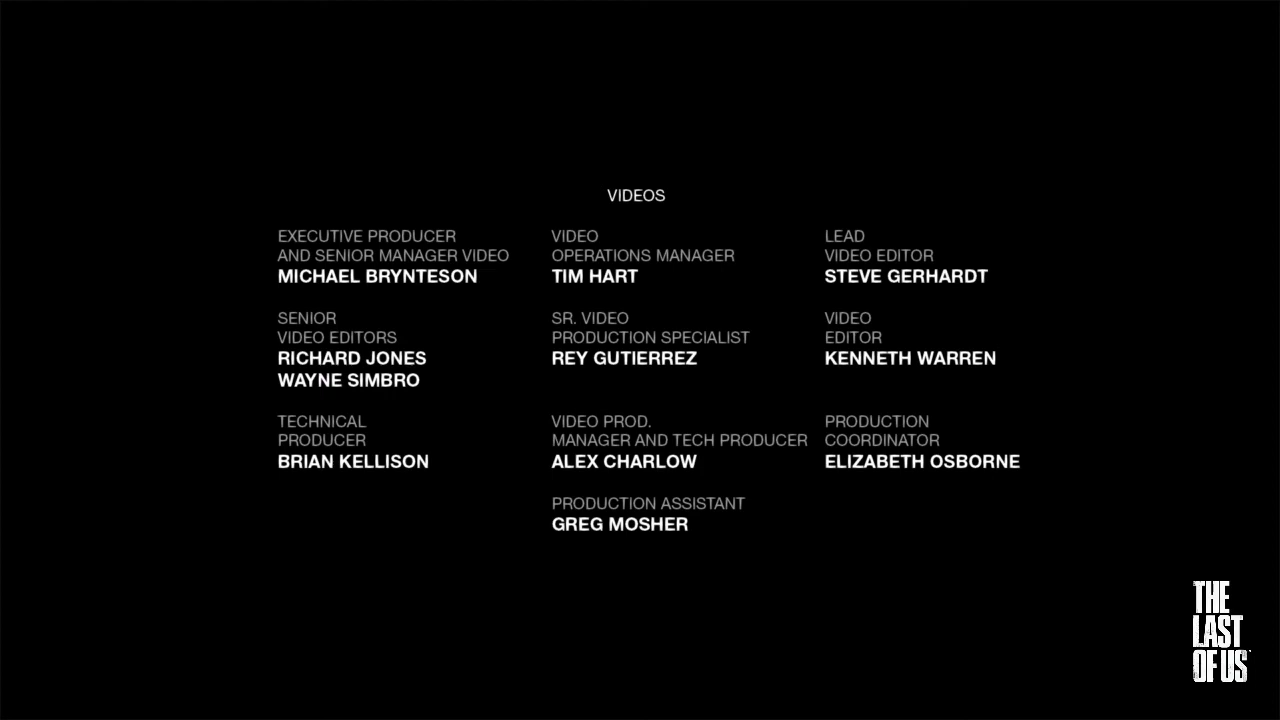 VIDEOS
EXECUTIVE PRODUCER
AND SENIOR MANAGER VIDEO
MICHAEL BRYNTESON
VIDEO
OPERATIONS MANAGER
TIM HART
LEAD
VIDEO EDITOR
STEVE GERHARDT
SENIOR
VIDEO EDITORS
RICHARD JONES
WAYNE SIMBRO
SR. VIDEO
PRODUCTION SPECIALIST
REY GUTIERREZ
VIDEO
EDITOR
KENNETH WARREN
TECHNICAL
PRODUCER
BRIAN KELLISON
VIDEO PROD.
MANAGER AND TECH PRODUCER
ALEX CHARLOW
PRODUCTION
COORDINATOR
ELIZABETH OSBORNE
PRODUCTION ASSISTANT
GREG MOSHER
THE
LAST
OF US